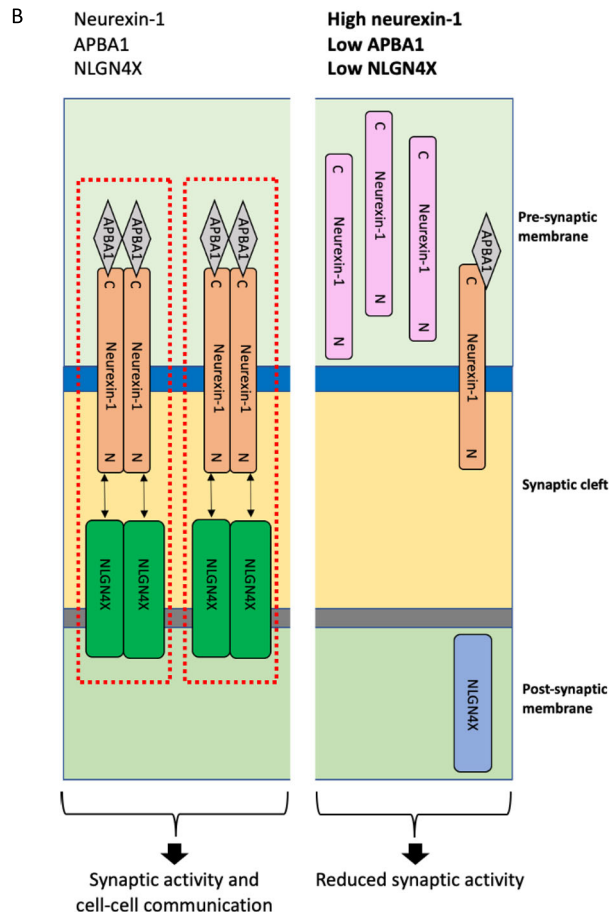 B
Neurexin-1
APBA1
NLGN4X
High neurexin-1
Low APBA1
Low NLGN4X
APBA1
APBA1
C
Neurexin-1
N
C
Neurexin-1
N
NLGN4X
NLGN4X
APBA1
APBA1
C
Neurexin-1
N
C
Neurexin-1
N
NLGN4X
NLGN4X
C
Neurexin-1
N
C
Neurexin-1
N
C
Neurexin-1
N
APBA1
C
Neurexin-1
N
NLGN4X
Pre-synaptic
membrane
Synaptic cleft
Post-synaptic
membrane
Synaptic activity and
cell-cell communication
Reduced synaptic activity